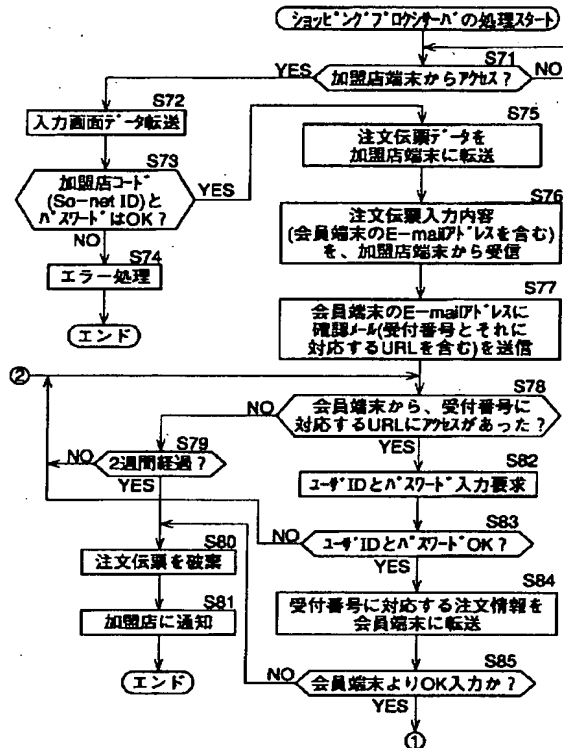 ショッピングプロクシサーバの処理スタート
S71
加盟店端末からアクセス？
YES
NO
S72
入力画面データ転送
S73
加盟店コード
(So-net ID)と
パスワードはOK？
YES
NO
S74
エラー処理
エンド
S75
注文伝票データを
加盟店端末に転送
S76
注文伝票入力内容
(会員端末のE-mailアドレスを含む)
を、加盟店端末から受信
S77
会員端末のE-mailアドレスに
確認メール(受付番号とそれに
対応するURLを含む)を送信
②
S78
会員端末から、受付番号に
対応するURLにアクセスがあった？
NO
YES
S79
2週間経過？
NO
YES
S80
注文伝票を破棄
S81
加盟店に通知
エンド
S82
ユーザIDとパスワード入力要求
S83
ユーザIDとパスワードOK？
NO
YES
S84
受付番号に対応する注文情報を
会員端末に転送
S85
会員端末よりOK入力か？
NO
YES
①